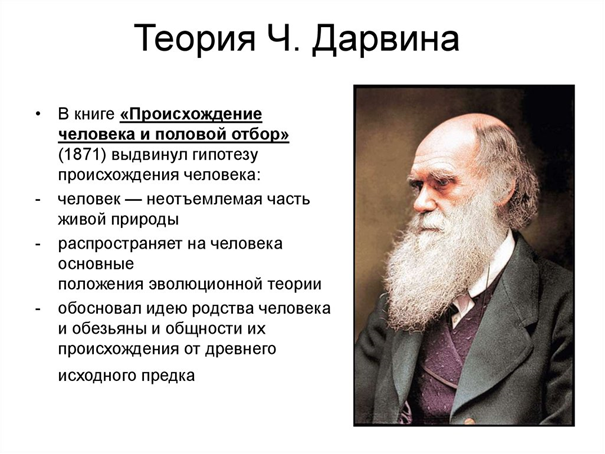 Теория Ч. Дарвина
• В книге «Происхождение
человека и половой отбор»
(1871) выдвинул гипотезу
происхождения человека:
- человек — неотъемлемая часть
живой природы
- распространяет на человека
основные
положения эволюционной теории
- обосновал идею родства человека
и обезьяны и общности их
происхождения от древнего
исходного предка